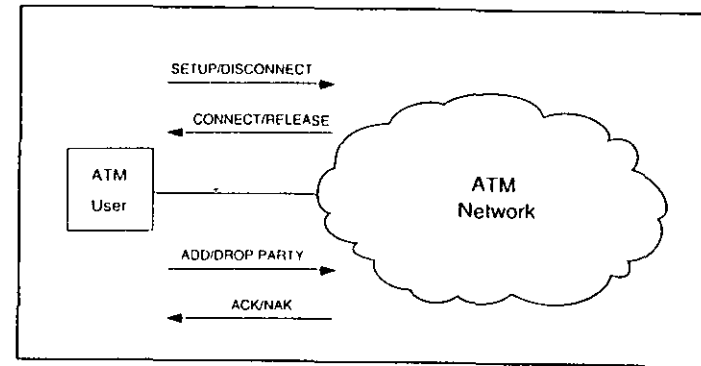 SETUP/DISCONNECT
CONNECT/RELEASE
ATM
User
ATM
Network
ADD/DROP PARTY
ACK/NAK